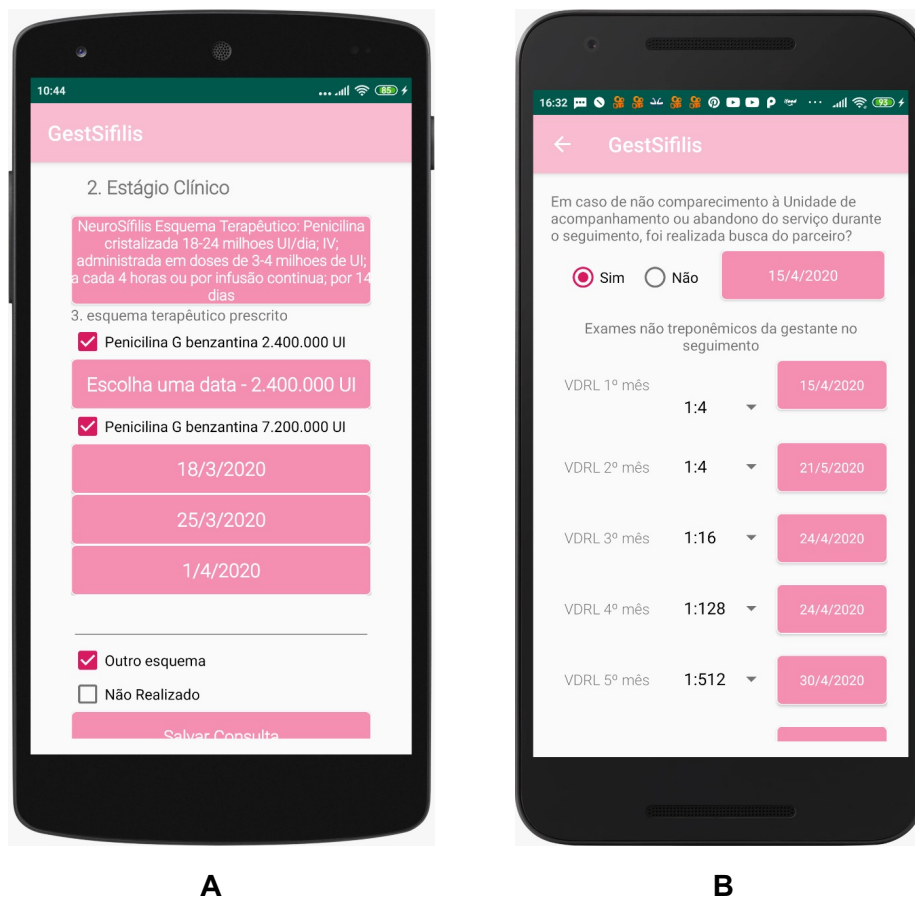 10:44
85
GestSifilis
2. Estágio Clínico
NeuroSífilis Esquema Terapêutico: Penicilina
cristalizada 18-24 milhoes UI/dia; IV;
administrada em doses de 3-4 milhoes de UI;
a cada 4 horas ou por infusão continua; por 14
dias
3. esquema terapêutico prescrito
Penicilina G benzantina 2.400.000 UI
Escolha uma data - 2.400.000 UI
Penicilina G benzantina 7.200.000 UI
18/3/2020
25/3/2020
1/4/2020
Outro esquema
Não Realizado
Salvar Consulta
A
16:32
93
GestSifilis
Em caso de não comparecimento à Unidade de
acompanhamento ou abandono do serviço durante
o seguimento, foi realizada busca do parceiro?
Sim Não 15/4/2020
Exames não treponêmicos da gestante no
seguimento
VDRL 1º mês 1:4 15/4/2020
VDRL 2º mês 1:4 21/5/2020
VDRL 3º mês 1:16 24/4/2020
VDRL 4º mês 1:128 24/4/2020
VDRL 5º mês 1:512 30/4/2020
B